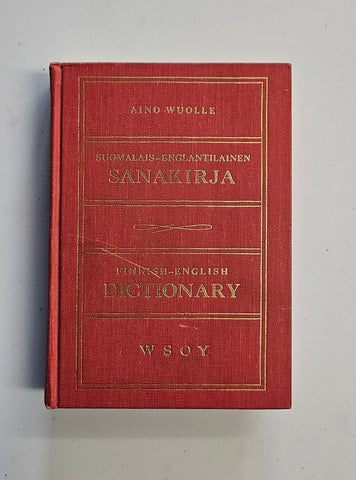 AINO WUOLLE
SUOMALAIS-ENGLANTILAINEN
SANAKIRJA
FINNISH-ENGLISH
DICTIONARY
WSOY